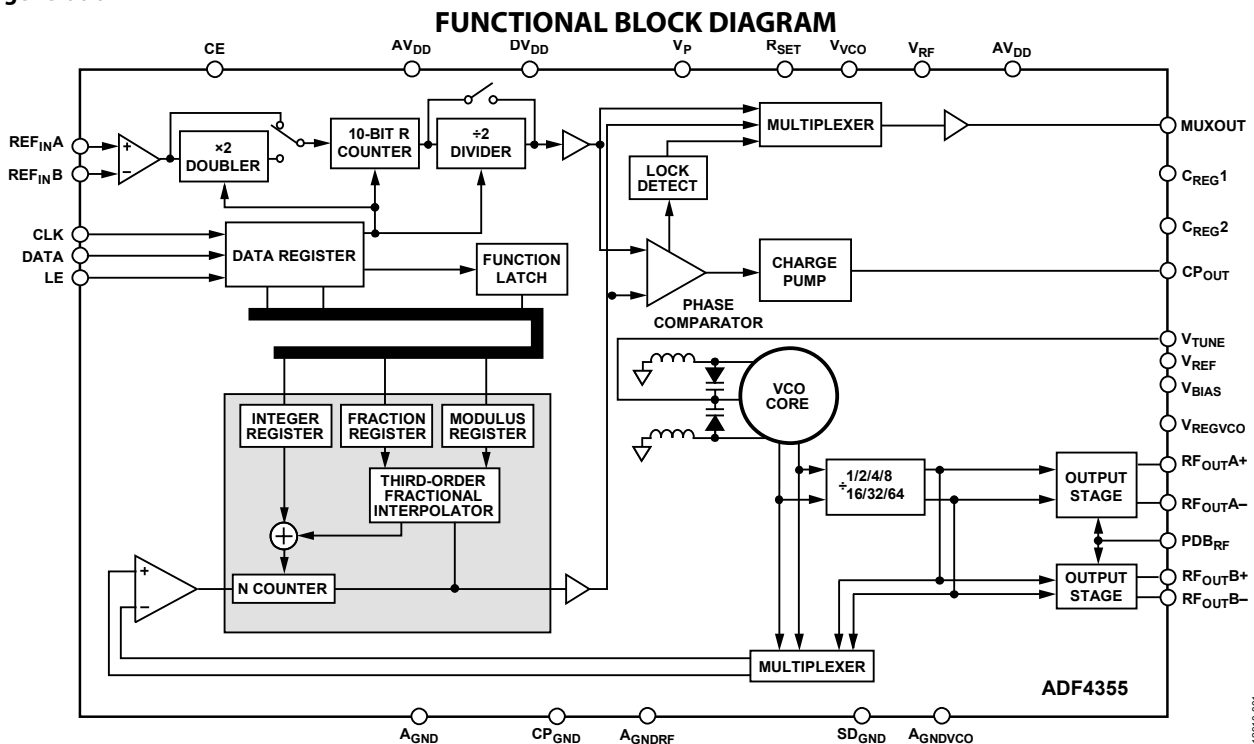 FUNCTIONAL BLOCK DIAGRAM
CE
AVDD
DVDD
VP
RSET
VVCO
VRF
AVDD
REFINA
REFINB
+
−
×2
DOUBLER
10-BIT R
COUNTER
÷2
DIVIDER
MULTIPLEXER
MUXOUT
LOCK
DETECT
CREG1
CREG2
CLK
DATA
LE
DATA REGISTER
FUNCTION
LATCH
PHASE
COMPARATOR
CHARGE
PUMP
CPOUT
VTUNE
VREF
VBIAS
VREGVCO
VCO
CORE
INTEGER
REGISTER
FRACTION
REGISTER
MODULUS
REGISTER
THIRD-ORDER
FRACTIONAL
INTERPOLATOR
+
N COUNTER
+
−
÷1/2/4/8
16/32/64
OUTPUT
STAGE
RFOUTA+
RFOUTA−
PDBRF
OUTPUT
STAGE
RFOUTB+
RFOUTB−
MULTIPLEXER
ADF4355
AGND
CPGND
AGNDRF
SDGND
AGNDVCO